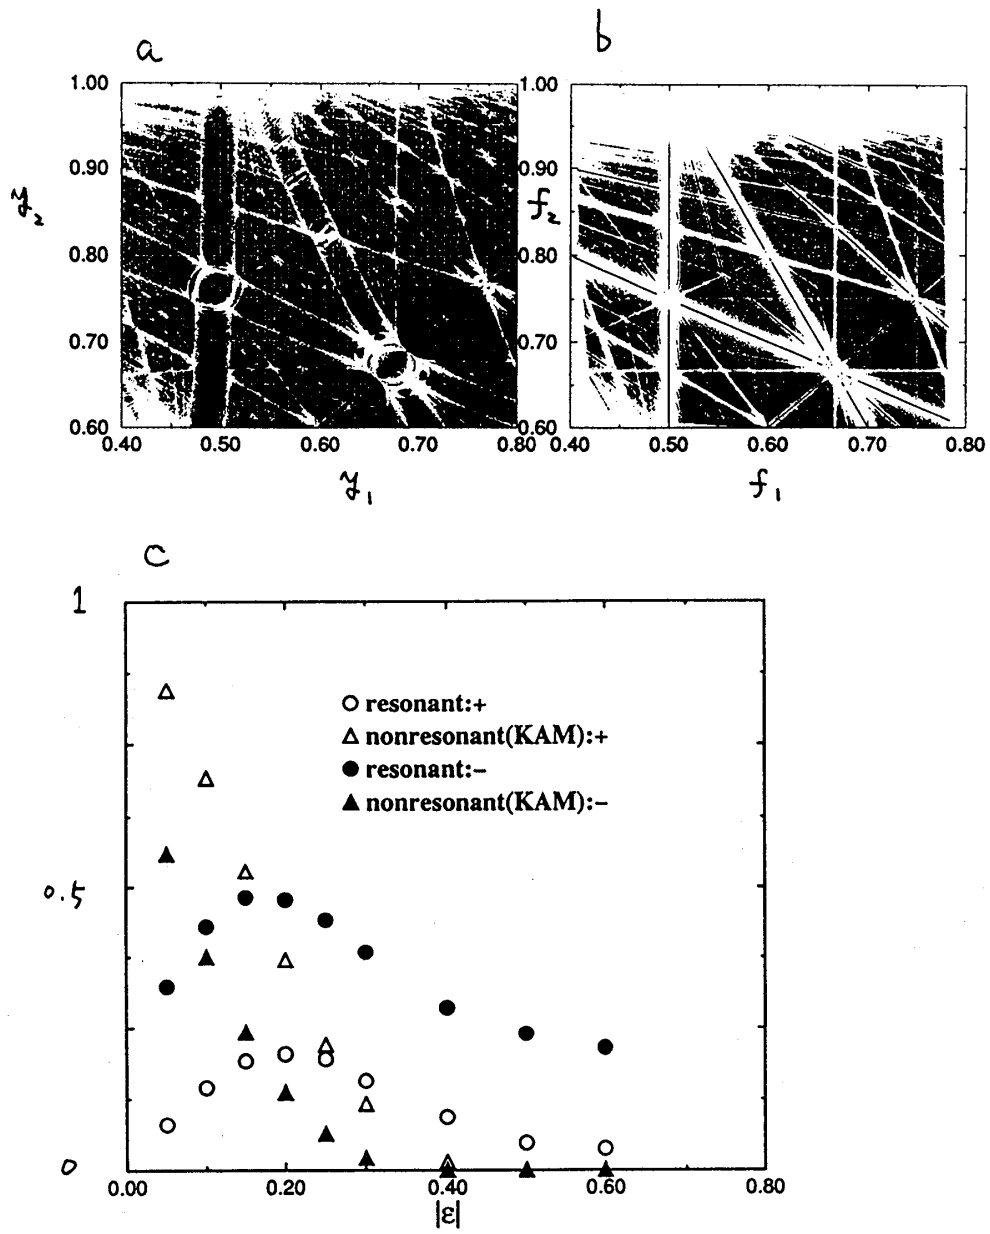 a
b
1.00
0.90
0.80
0.70
0.60
y₂
0.40 0.50 0.60 0.70 0.80
y₁
1.00
0.90
f₂
0.80
0.70
0.60
0.40 0.50 0.60 0.70 0.80
f₁
c
1
resonant:+
nonresonant(KAM):+
resonant:−
nonresonant(KAM):−
0.5
0
0.00 0.20 0.40 0.60 0.80
|ε|